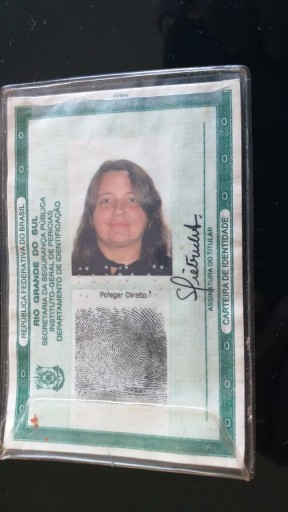 REPÚBLICA FEDERATIVA DO BRASIL
RIO GRANDE DO SUL
SECRETARIA DA SEGURANÇA PÚBLICA
INSTITUTO-GERAL DE PERÍCIAS
DEPARTAMENTO DE IDENTIFICAÇÃO
Polegar Direito
ASSINATURA DO TITULAR
CARTEIRA DE IDENTIDADE